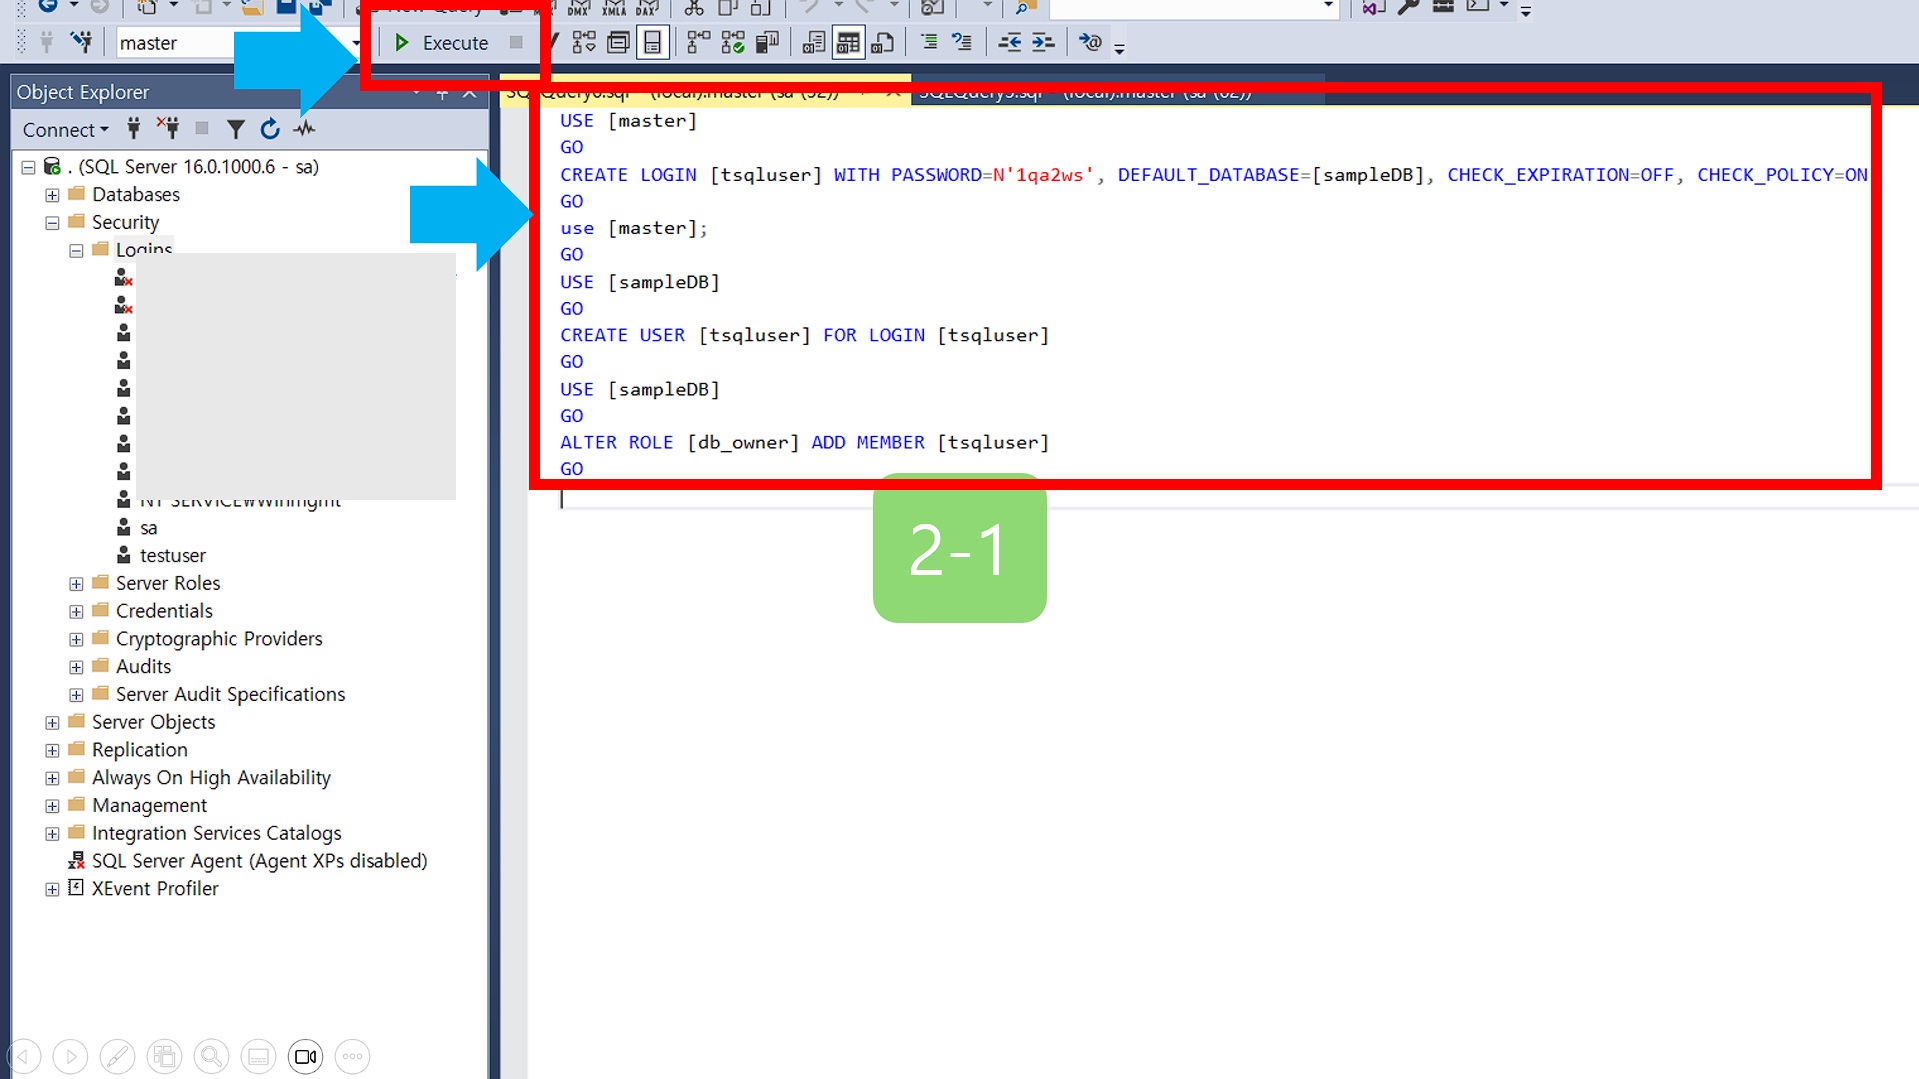 New Query
DMX
XMLA
DAX
master
Execute
Object Explorer
SQLQuery6.sql - (local).master (sa (52))
SQLQuery5.sql - (local).master (sa (62))
Connect
. (SQL Server 16.0.1000.6 - sa)
Databases
Security
Logins
NT SERVICE₩Winmgmt
sa
testuser
Server Roles
Credentials
Cryptographic Providers
Audits
Server Audit Specifications
Server Objects
Replication
Always On High Availability
Management
Integration Services Catalogs
SQL Server Agent (Agent XPs disabled)
XEvent Profiler
USE [master]
GO
CREATE LOGIN [tsqluser] WITH PASSWORD=N'1qa2ws', DEFAULT_DATABASE=[sampleDB], CHECK_EXPIRATION=OFF, CHECK_POLICY=ON
GO
use [master];
GO
USE [sampleDB]
GO
CREATE USER [tsqluser] FOR LOGIN [tsqluser]
GO
USE [sampleDB]
GO
ALTER ROLE [db_owner] ADD MEMBER [tsqluser]
GO
2-1